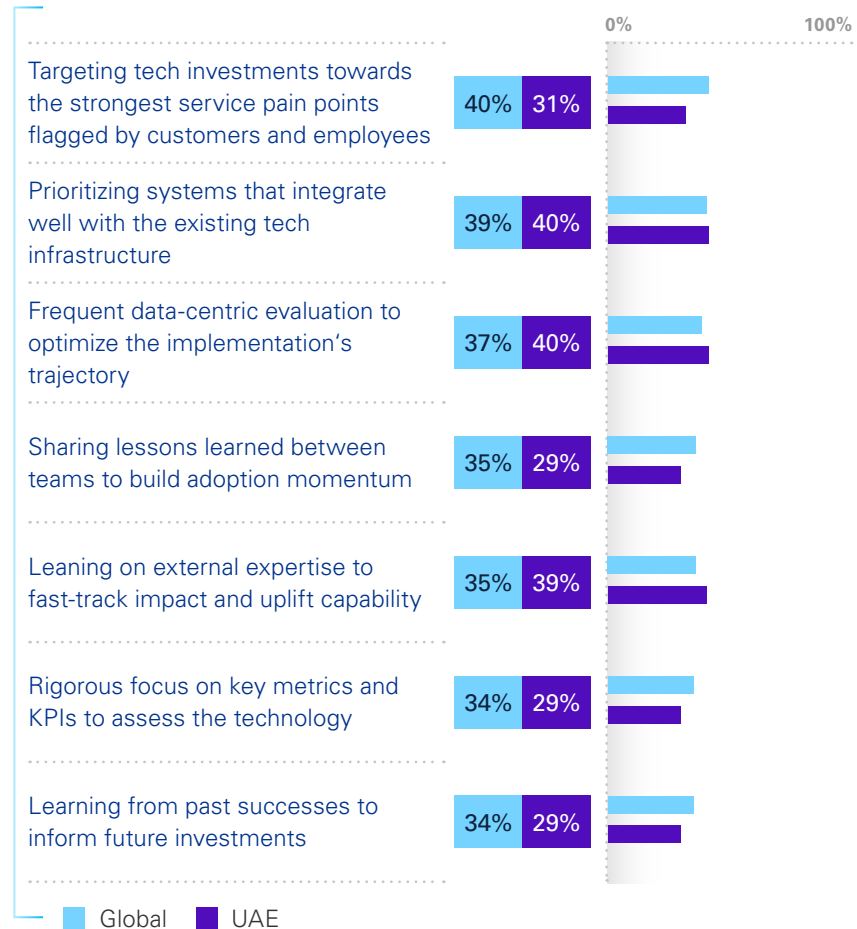 0% 100%
Targeting tech investments towards
the strongest service pain points
flagged by customers and employees
40% 31%
Prioritizing systems that integrate
well with the existing tech
infrastructure
39% 40%
Frequent data-centric evaluation to
optimize the implementation‘s
trajectory
37% 40%
Sharing lessons learned between
teams to build adoption momentum
35% 29%
Leaning on external expertise to
fast-track impact and uplift capability
35% 39%
Rigorous focus on key metrics and
KPIs to assess the technology
34% 29%
Learning from past successes to
inform future investments
34% 29%
Global UAE